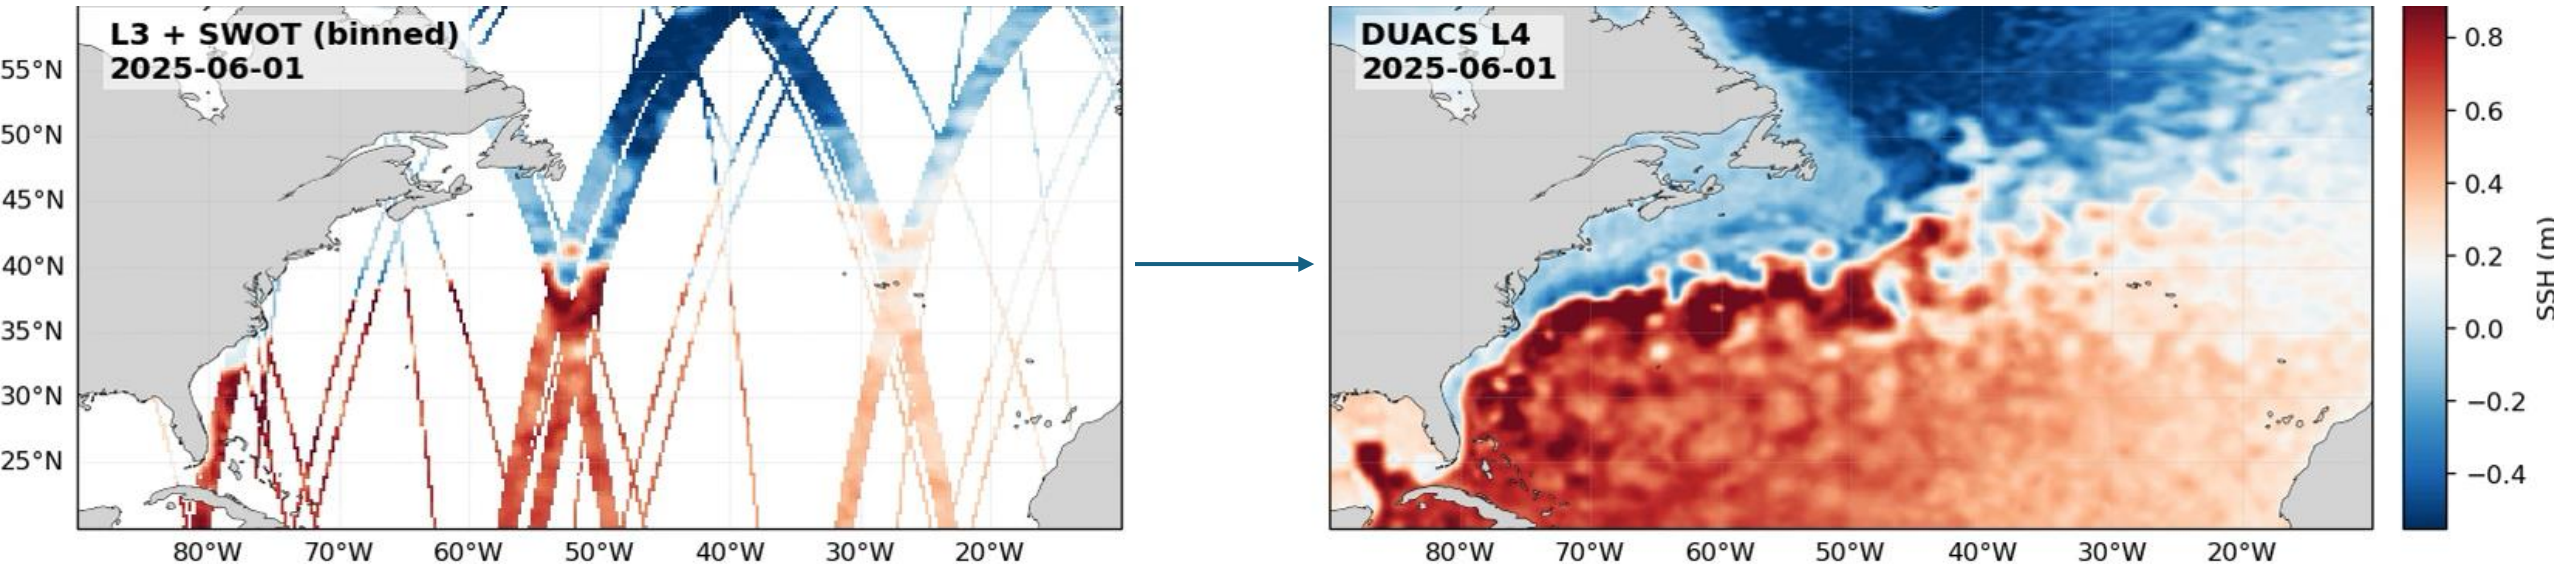 L3 + SWOT (binned)
2025-06-01
55°N
50°N
45°N
40°N
35°N
30°N
25°N
80°W 70°W 60°W 50°W 40°W 30°W 20°W
DUACS L4
2025-06-01
80°W 70°W 60°W 50°W 40°W 30°W 20°W
0.8
0.6
0.4
0.2
0.0
−0.2
−0.4
SSH (m)